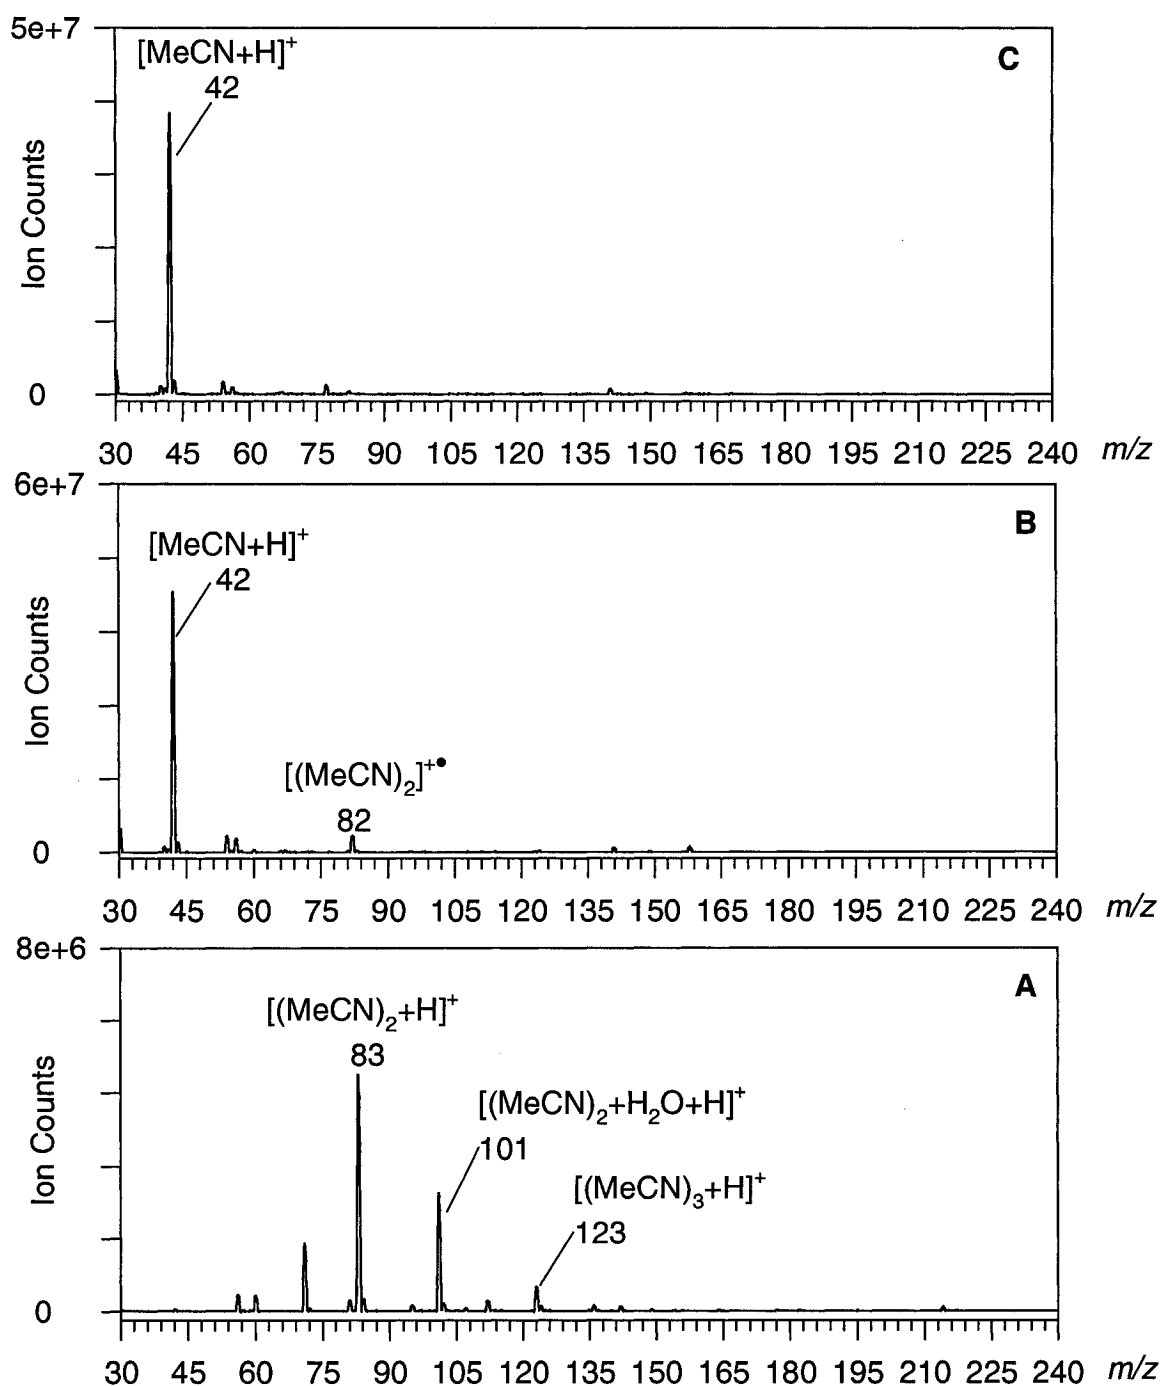 5e+7
[MeCN+H]⁺
42
C
Ion Counts
0
30 45 60 75 90 105 120 135 150 165 180 195 210 225 240 m/z
6e+7
B
[MeCN+H]⁺
42
Ion Counts
[(MeCN)₂]⁺•
82
0
30 45 60 75 90 105 120 135 150 165 180 195 210 225 240 m/z
8e+6
A
[(MeCN)₂+H]⁺
83
Ion Counts
[(MeCN)₂+H₂O+H]⁺
101
[(MeCN)₃+H]⁺
123
0
30 45 60 75 90 105 120 135 150 165 180 195 210 225 240 m/z